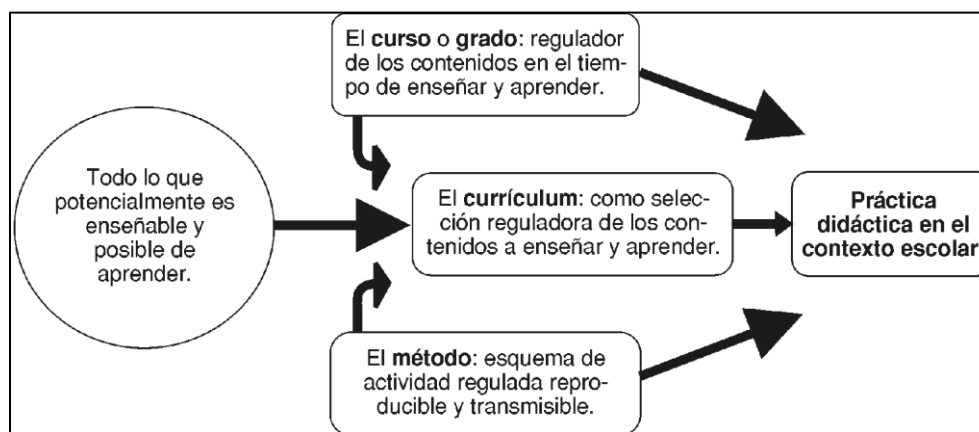 El curso o grado: regulador
de los contenidos en el tiem-
po de enseñar y aprender.
Todo lo que
potencialmente es
enseñable y
posible de
aprender.
El currículum: como selec-
ción reguladora de los con-
tenidos a enseñar y aprender.
Práctica
didáctica en el
contexto escolar
El método: esquema de
actividad regulada repro-
ducible y transmisible.